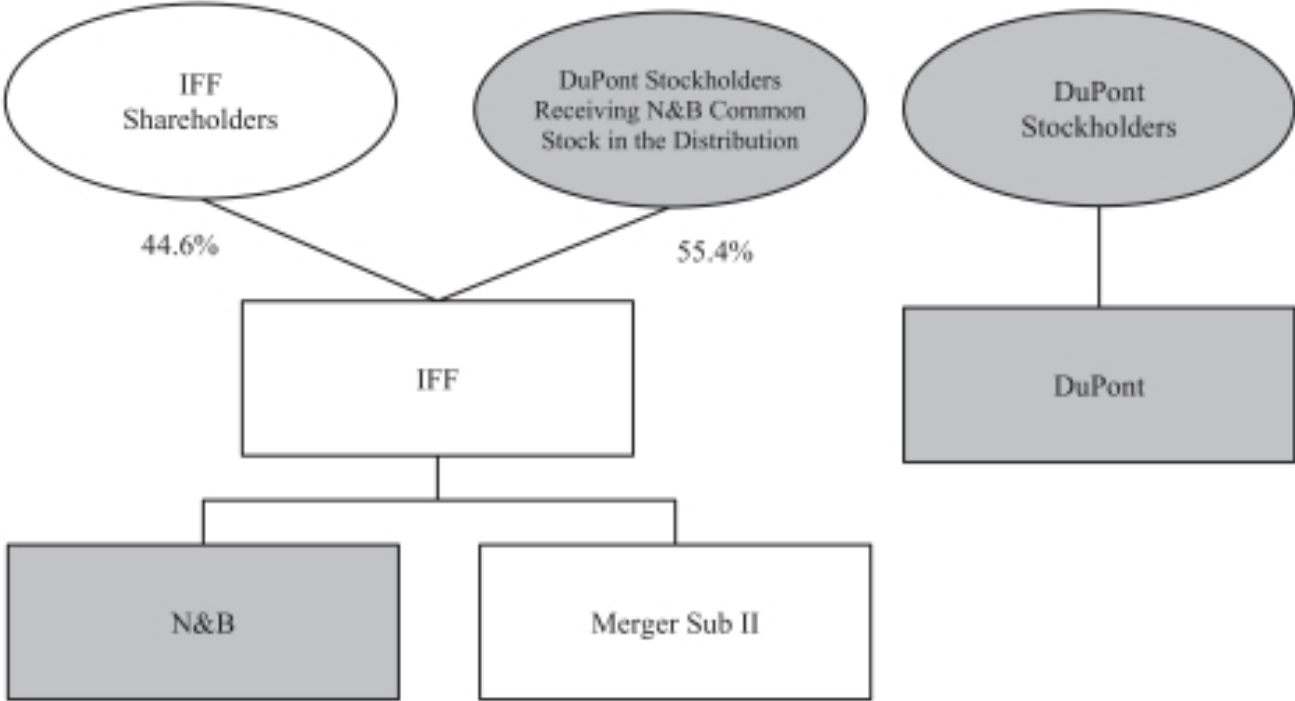 IFF
Shareholders
DuPont Stockholders
Receiving N&B Common
Stock in the Distribution
DuPont
Stockholders
44.6%
55.4%
IFF
DuPont
N&B
Merger Sub II